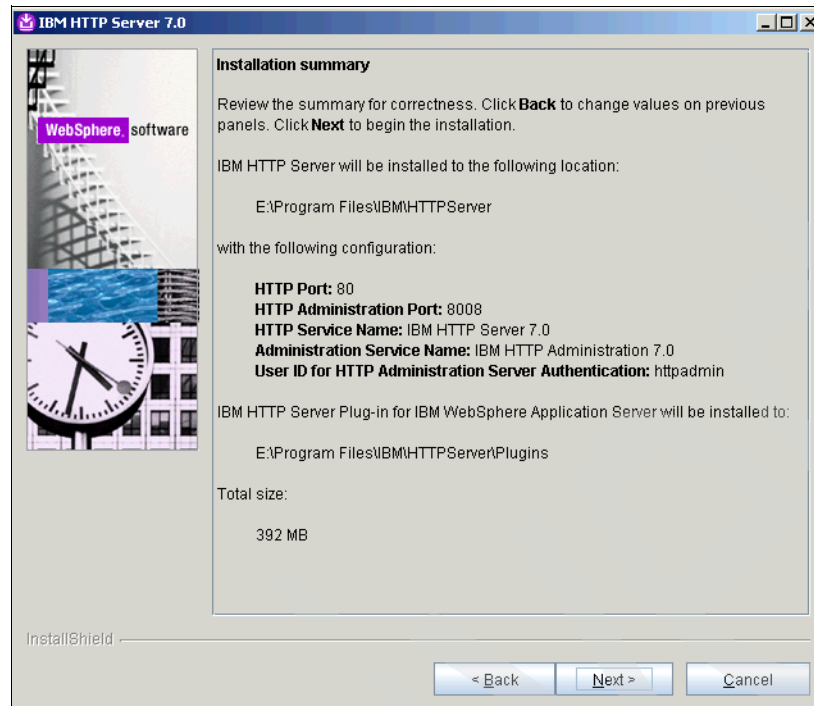 IBM HTTP Server 7.0
WebSphere. software
Installation summary
Review the summary for correctness. Click Back to change values on previous
panels. Click Next to begin the installation.
IBM HTTP Server will be installed to the following location:
E:\Program Files\IBM\HTTPServer
with the following configuration:
HTTP Port: 80
HTTP Administration Port: 8008
HTTP Service Name: IBM HTTP Server 7.0
Administration Service Name: IBM HTTP Administration 7.0
User ID for HTTP Administration Server Authentication: httpadmin
IBM HTTP Server Plug-in for IBM WebSphere Application Server will be installed to:
E:\Program Files\IBM\HTTPServer\Plugins
Total size:
392 MB
InstallShield
< Back
Next >
Cancel